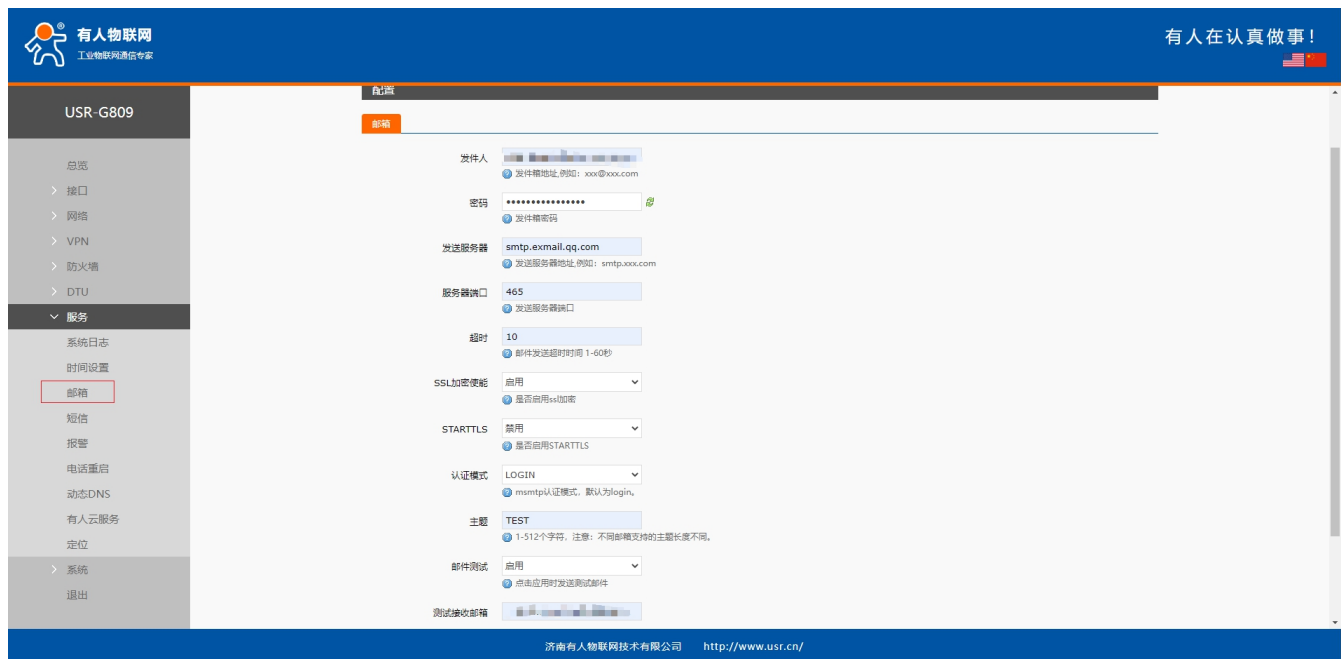 有人物联网
工业物联网通信专家
有人在认真做事!
USR-G809
总览
接口
网络
VPN
防火墙
DTU
服务
系统日志
时间设置
邮箱
短信
报警
电话重启
动态DNS
有人云服务
定位
系统
退出
配置
邮箱
发件人
发件箱地址,例如：xxx@xxx.com
密码 ••••••••••••••••
发件箱密码
发送服务器 smtp.exmail.qq.com
发送服务器地址,例如：smtp.xxx.com
服务器端口 465
发送服务器端口
超时 10
邮件发送超时时间 1-60秒
SSL加密使能 启用
是否启用ssl加密
STARTTLS 禁用
是否启用STARTTLS
认证模式 LOGIN
msmtp认证模式，默认为login。
主题 TEST
1-512个字符，注意：不同邮箱支持的主题长度不同。
邮件测试 启用
点击应用时发送测试邮件
测试接收邮箱
济南有人物联网技术有限公司 http://www.usr.cn/